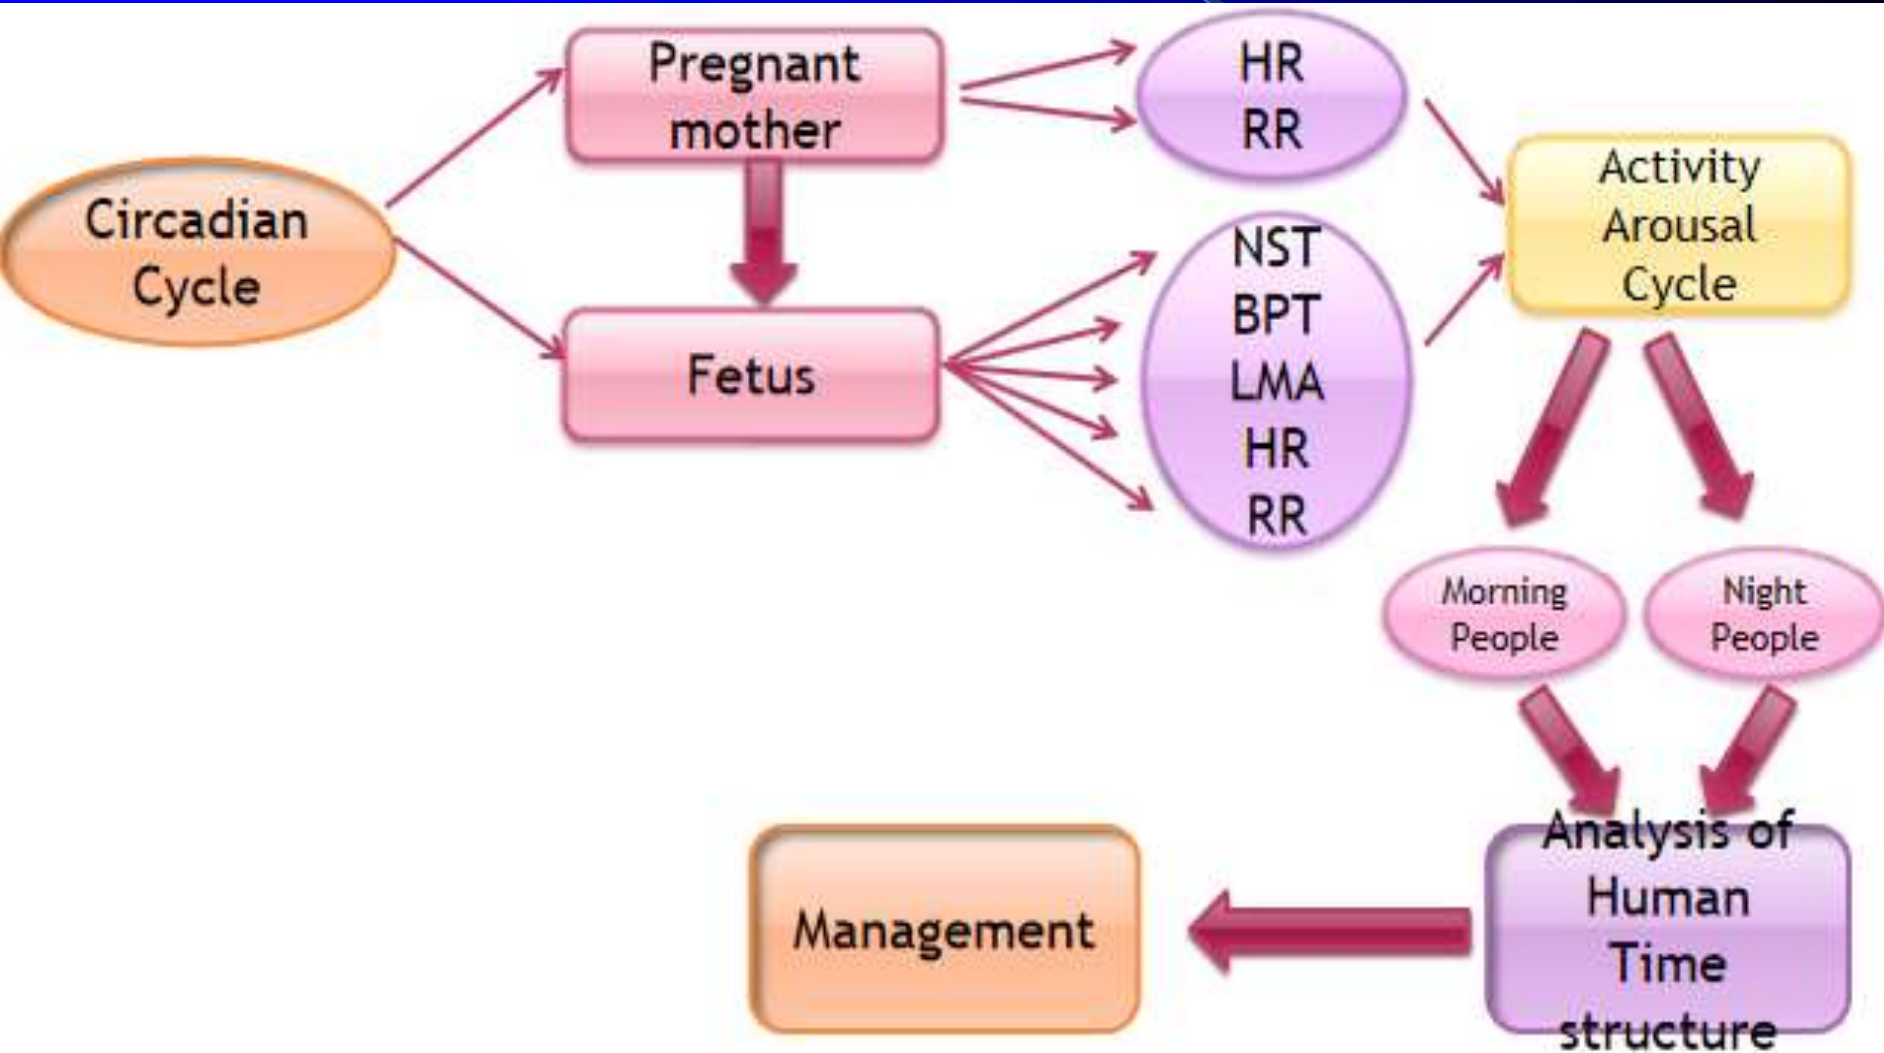 Circadian
Cycle
Pregnant
mother
Fetus
HR
RR
NST
BPT
LMA
HR
RR
Activity
Arousal
Cycle
Morning
People
Night
People
Analysis of
Human
Time
structure
Management